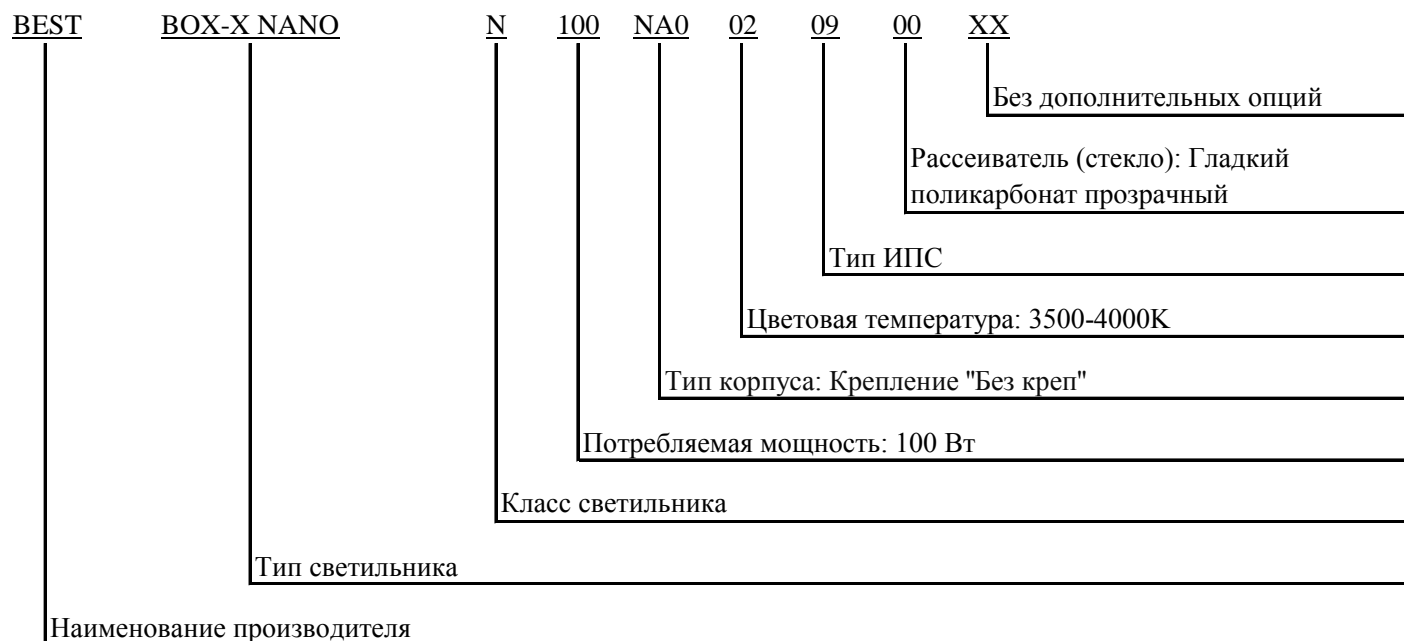 BEST BOX-X NANO N 100 NA0 02 09 00 XX
Без дополнительных опций
Рассеиватель (стекло): Гладкий
поликарбонат прозрачный
Тип ИПС
Цветовая температура: 3500-4000K
Тип корпуса: Крепление "Без креп"
Потребляемая мощность: 100 Вт
Класс светильника
Тип светильника
Наименование производителя